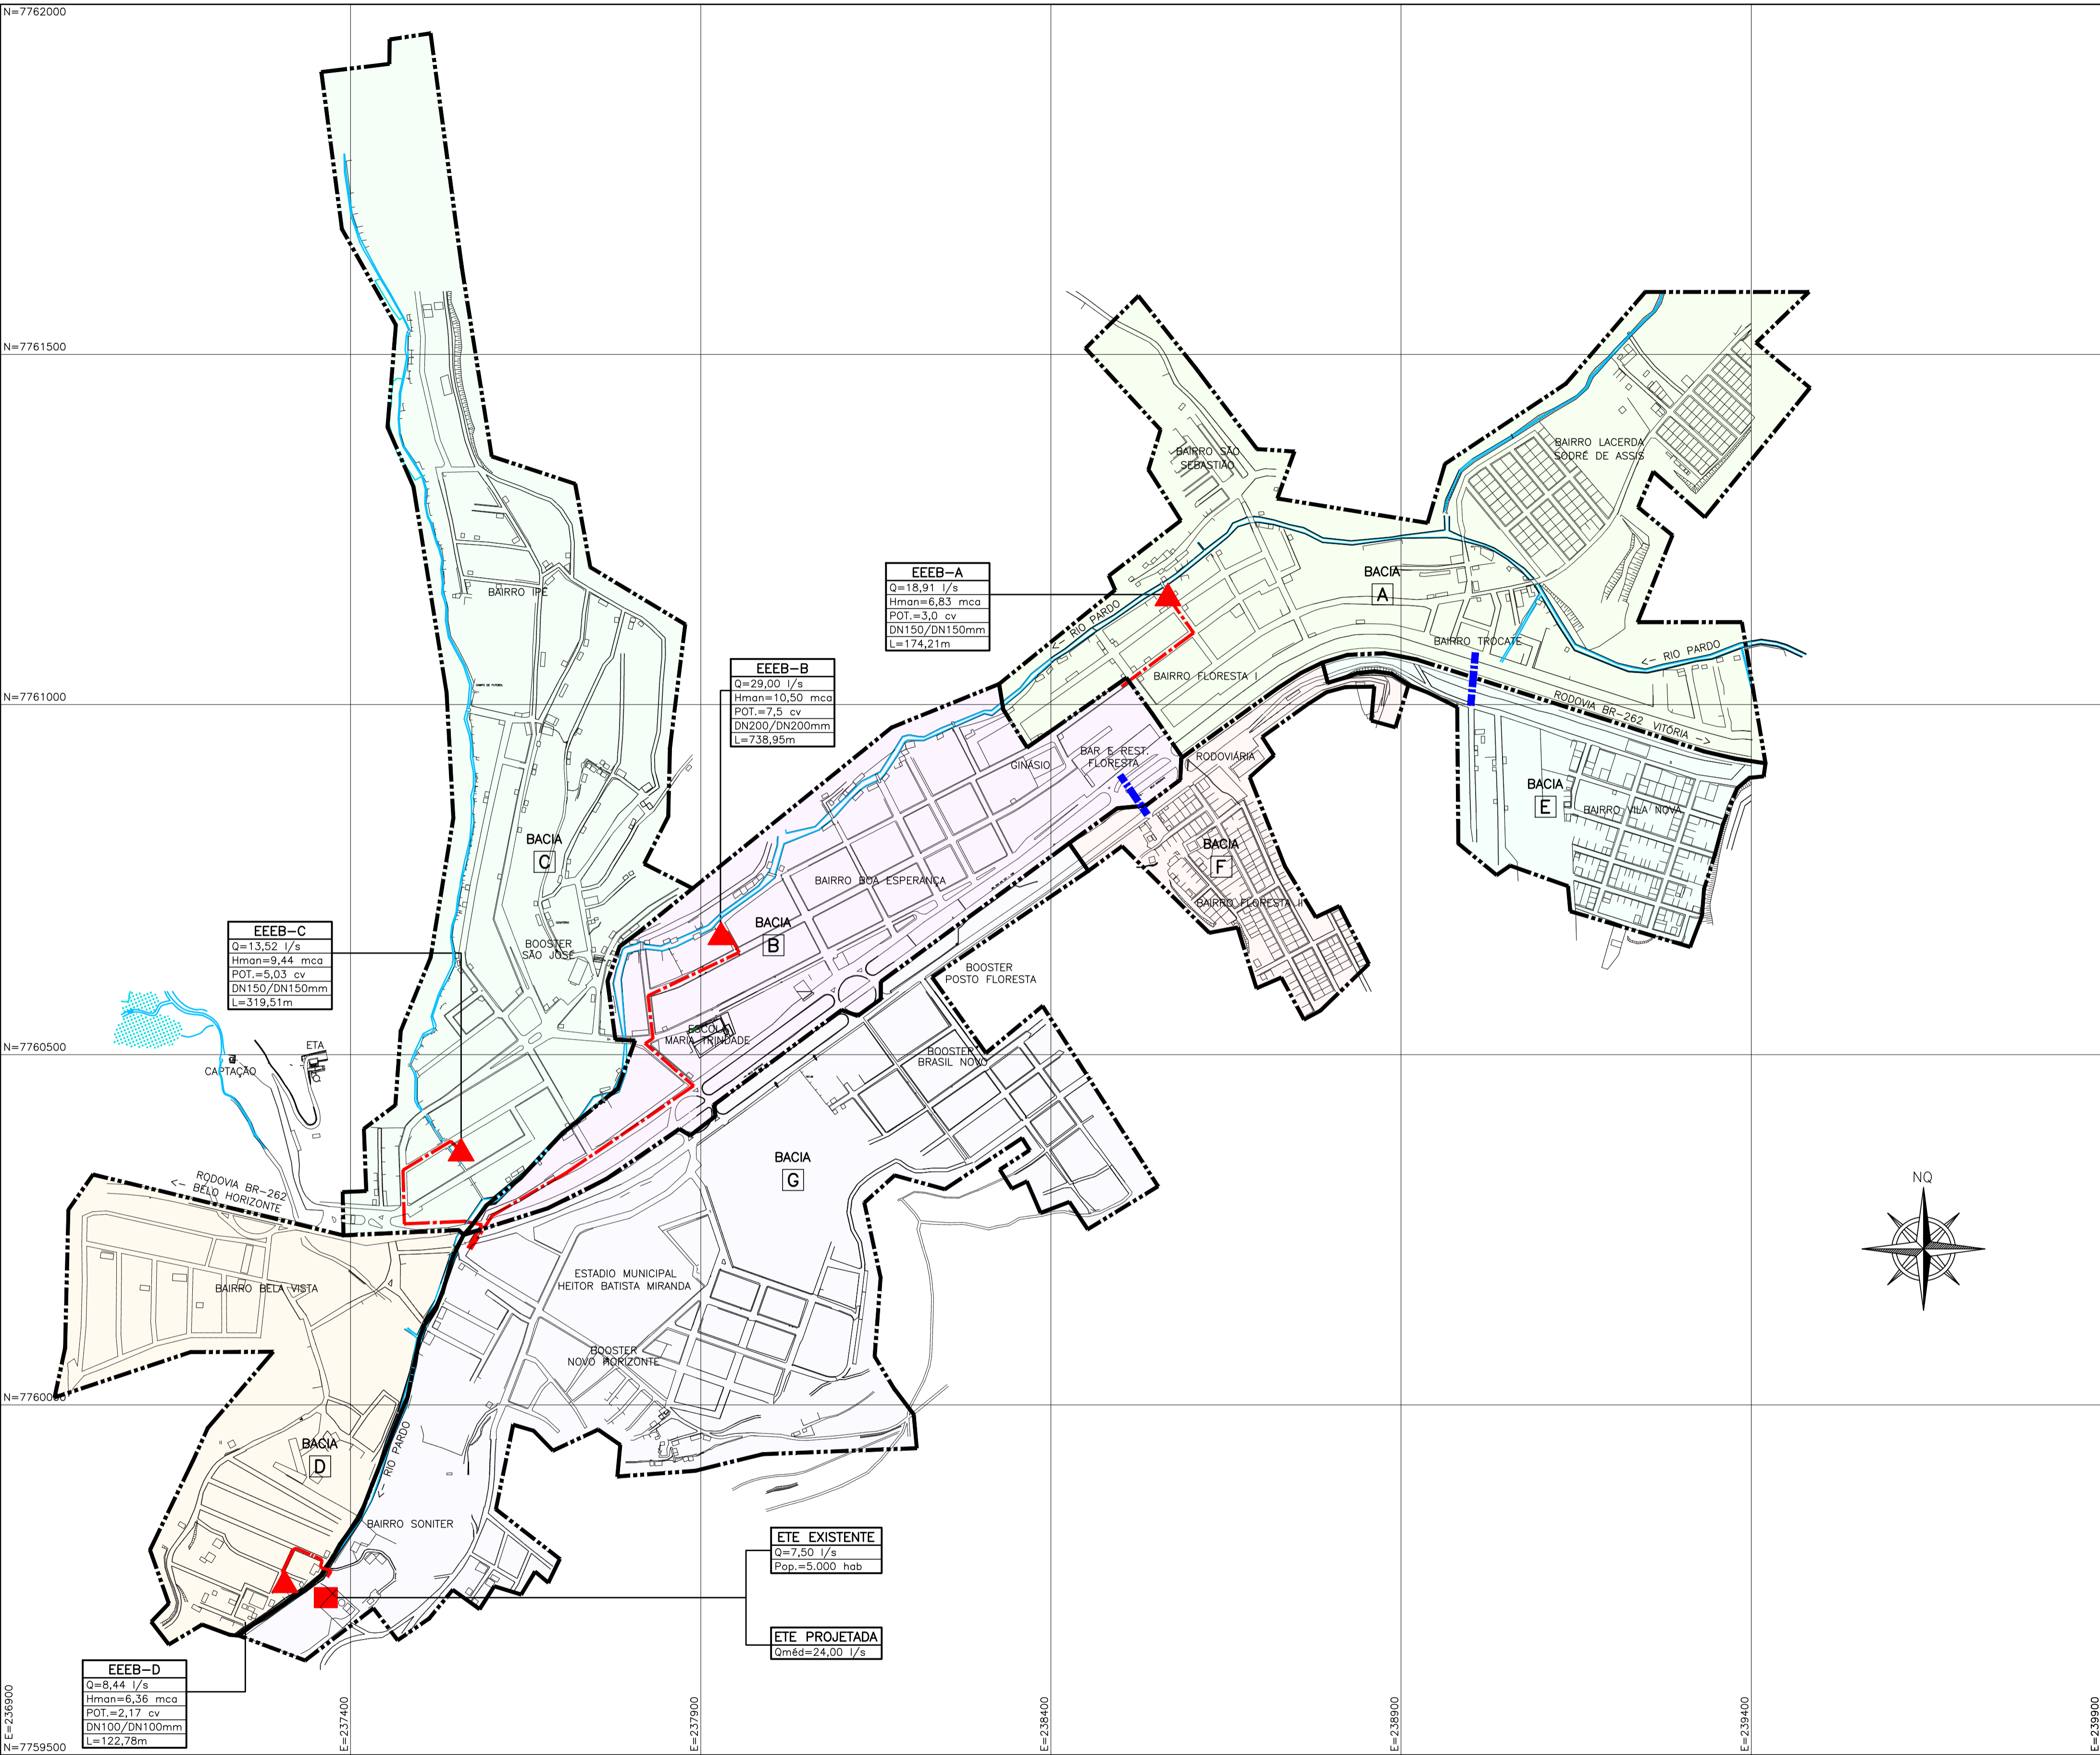 N=7762000
N=7761500
N=7761000
N=7760500
N=7760000
N=7759500
E=236900
E=237400
E=237900
E=238400
E=238900
E=239400
E=239900
BAIRRO SÃO
SEBASTIÃO
BAIRRO LACERDA
SODRÉ DE ASSIS
BAIRRO IPÊ
EEEB-A
Q=18,91 l/s
Hman=6,83 mca
POT.=3,0 cv
DN150/DN150mm
L=174,21m
BACIA
A
<- RIO PARDO
BAIRRO TROCATE
<- RIO PARDO
BAIRRO FLORESTA I
EEEB-B
Q=29,00 l/s
Hman=10,50 mca
POT.=7,5 cv
DN200/DN200mm
L=738,95m
RODOVIA BR-262 VITÓRIA ->
CAMPO DE FUTEBOL
GINÁSIO
BAR E REST.
FLORESTA
RODOVIÁRIA
BACIA
E
BAIRRO VILA NOVA
BACIA
C
BACIA
F
BAIRRO FLORESTA II
BAIRRO BOA ESPERANÇA
BACIA
B
BOOSTER
SÃO JOSÉ
EEEB-C
Q=13,52 l/s
Hman=9,44 mca
POT.=5,03 cv
DN150/DN150mm
L=319,51m
BOOSTER
POSTO FLORESTA
ESCOLA
MARIA TRINDADE
BOOSTER
BRASIL NOVO
ETA
CAPTAÇÃO
BACIA
G
RODOVIA BR-262
<- BELO HORIZONTE
NQ
ESTADIO MUNICIPAL
HEITOR BATISTA MIRANDA
BAIRRO BELA VISTA
BOOSTER
NOVO HORIZONTE
BACIA
D
<- RIO PARDO
BAIRRO SONITER
ETE EXISTENTE
Q=7,50 l/s
Pop.=5.000 hab
ETE PROJETADA
Qméd=24,00 l/s
EEEB-D
Q=8,44 l/s
Hman=6,36 mca
POT.=2,17 cv
DN100/DN100mm
L=122,78m